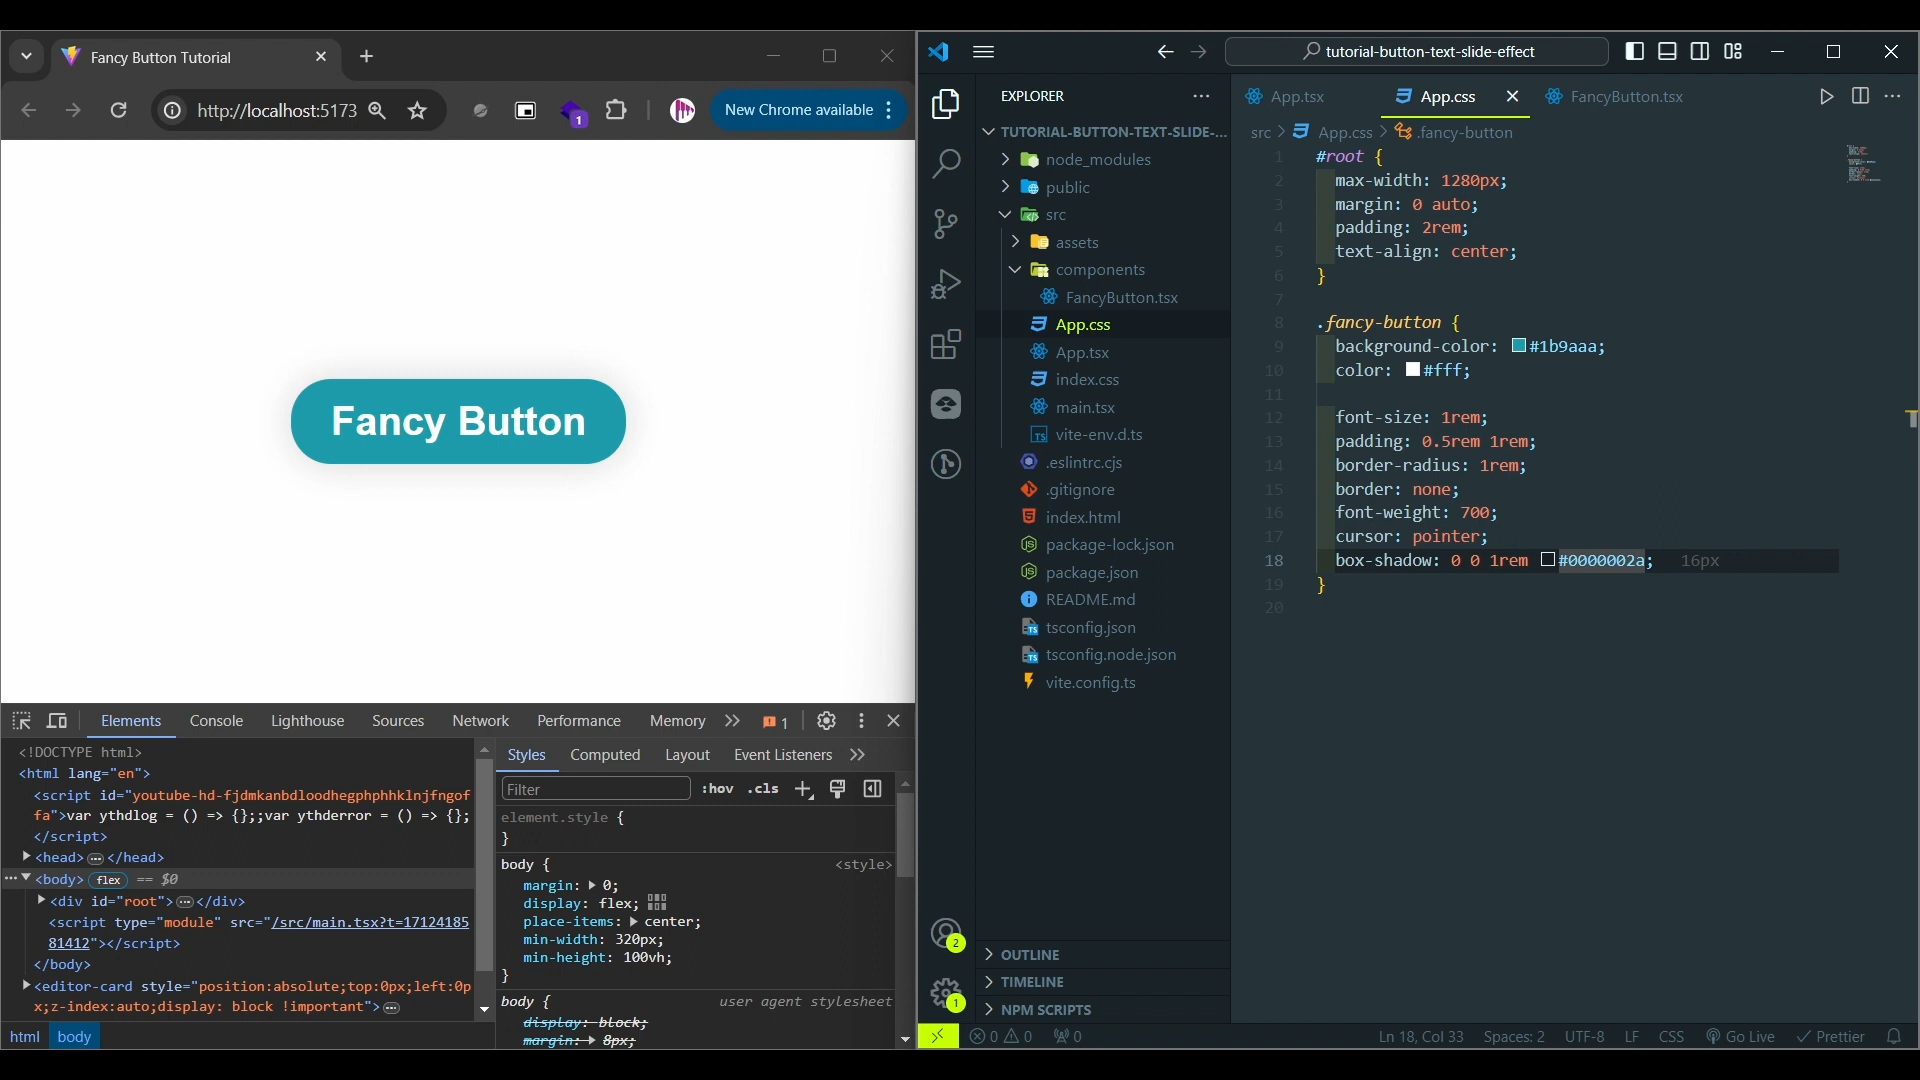 Fancy Button Tutorial
http://localhost:5173
1
New Chrome available
Fancy Button
Elements
Console
Lighthouse
Sources
Network
Performance
Memory
1
<!DOCTYPE html>
<html lang="en">
<script id="youtube-hd-fjdmkanbdloodhegphphhklnjfngof
fa">var ythdlog = () => {};;var ythderror = () => {};
</script>
<head> </head>
<body> flex == $0
<div id="root"> </div>
<script type="module" src="/src/main.tsx?t=17124185
81412"></script>
</body>
<editor-card style="position:absolute;top:0px;left:0p
x;z-index:auto;display: block !important">
html
body
Styles
Computed
Layout
Event Listeners
Filter
:hov
.cls
element.style {
}
body {
<style>
margin: 0;
display: flex;
place-items: center;
min-width: 320px;
min-height: 100vh;
}
body {
user agent stylesheet
display: block;
margin: 8px;
tutorial-button-text-slide-effect
EXPLORER
TUTORIAL-BUTTON-TEXT-SLIDE-...
node_modules
public
src
assets
components
FancyButton.tsx
App.css
App.tsx
index.css
main.tsx
TS vite-env.d.ts
.eslintrc.cjs
.gitignore
index.html
package-lock.json
package.json
README.md
tsconfig.json
tsconfig.node.json
vite.config.ts
OUTLINE
TIMELINE
NPM SCRIPTS
2
1
App.tsx
App.css
FancyButton.tsx
src > App.css > .fancy-button
1 #root {
2 max-width: 1280px;
3 margin: 0 auto;
4 padding: 2rem;
5 text-align: center;
6 }
7
8 .fancy-button {
9 background-color: #1b9aaa;
10 color: #fff;
11
12 font-size: 1rem;
13 padding: 0.5rem 1rem;
14 border-radius: 1rem;
15 border: none;
16 font-weight: 700;
17 cursor: pointer;
18 box-shadow: 0 0 1rem #0000002a; 16px
19 }
20
0 0
0
Ln 18, Col 33
Spaces: 2
UTF-8
LF
CSS
Go Live
Prettier